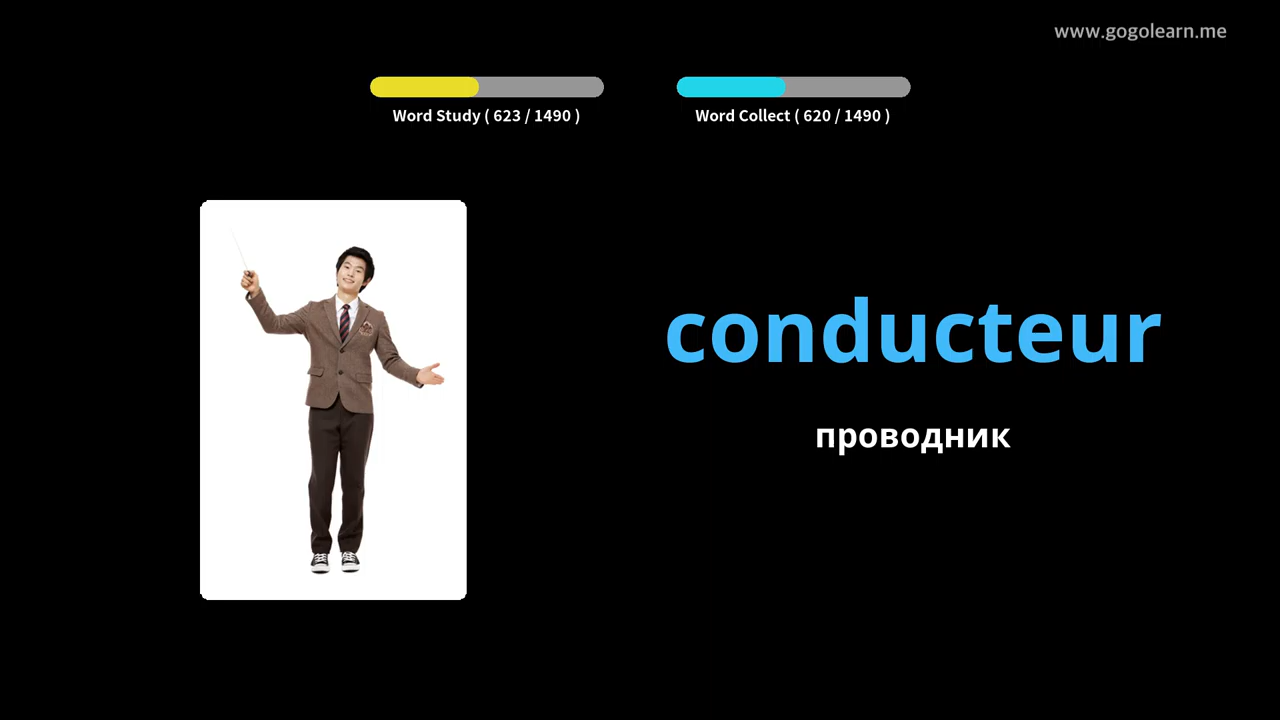 www.gogolearn.me
Word Study ( 623 / 1490 )
Word Collect ( 620 / 1490 )
conducteur
проводник